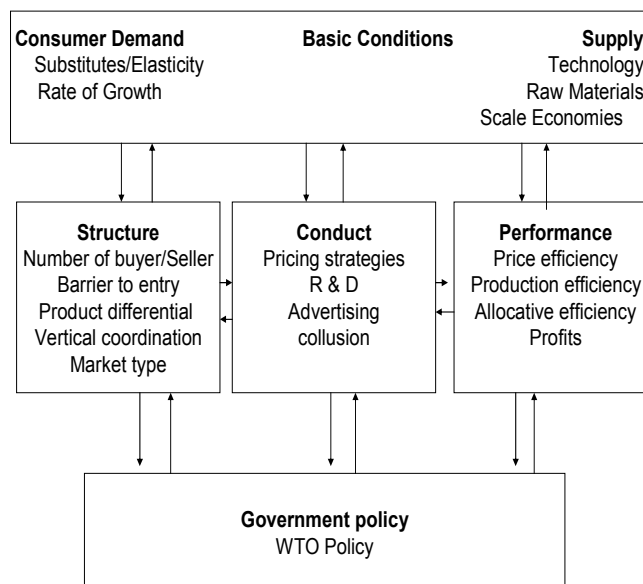 Consumer Demand Basic Conditions Supply
Substitutes/Elasticity Technology
Rate of Growth Raw Materials
Scale Economies
Structure
Number of buyer/Seller
Barrier to entry
Product differential
Vertical coordination
Market type
Conduct
Pricing strategies
R & D
Advertising
collusion
Performance
Price efficiency
Production efficiency
Allocative efficiency
Profits
Government policy
WTO Policy